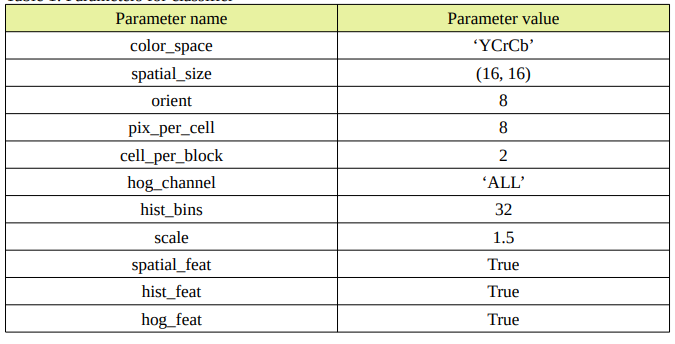 Parameter name Parameter value
color_space ‘YCrCb’
spatial_size (16, 16)
orient 8
pix_per_cell 8
cell_per_block 2
hog_channel ‘ALL’
hist_bins 32
scale 1.5
spatial_feat True
hist_feat True
hog_feat True